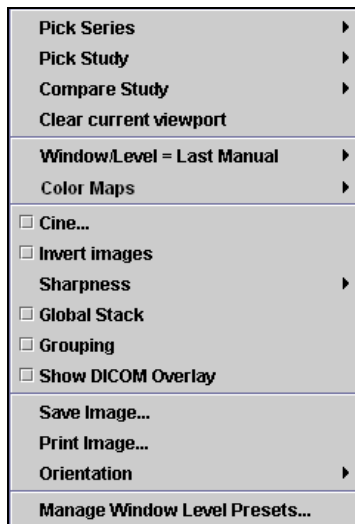 Pick Series
Pick Study
Compare Study
Clear current viewport
Window/Level = Last Manual
Color Maps
Cine...
Invert images
Sharpness
Global Stack
Grouping
Show DICOM Overlay
Save Image...
Print Image...
Orientation
Manage Window Level Presets...